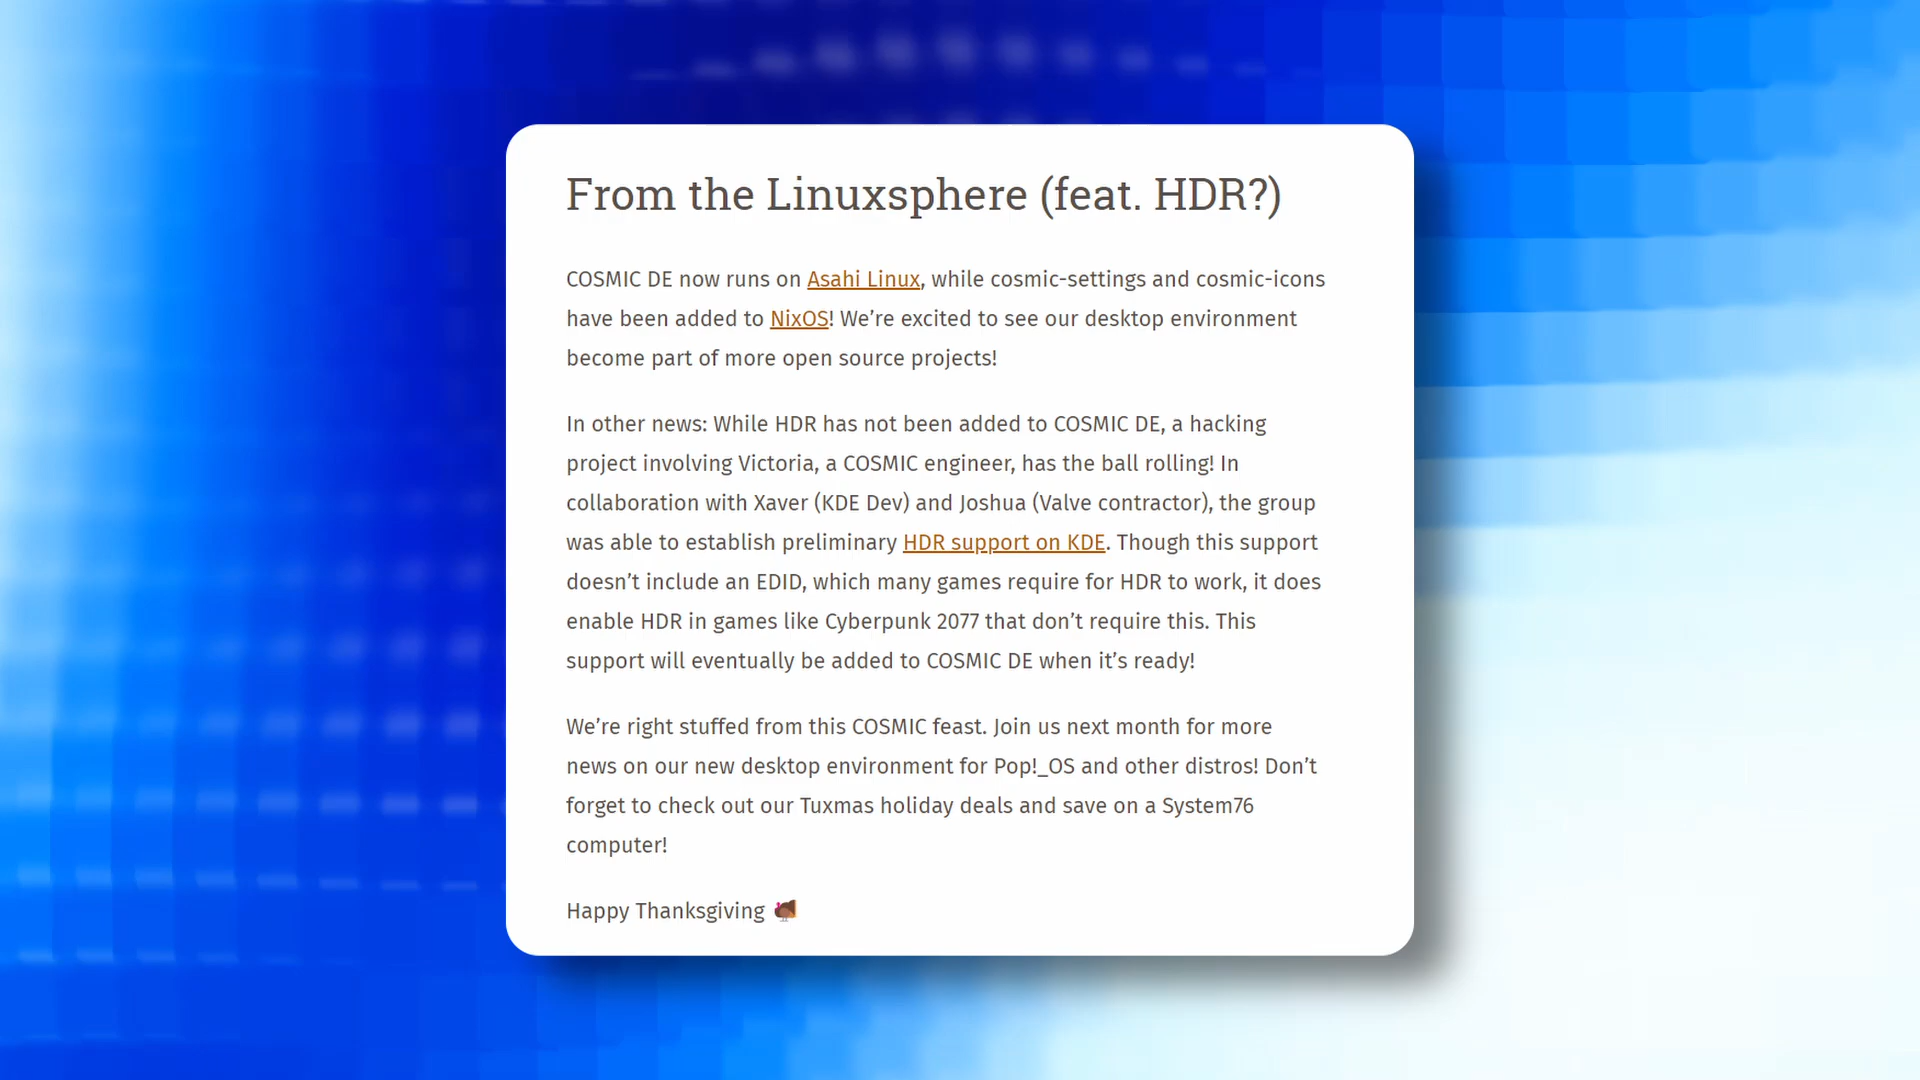 From the Linuxsphere (feat. HDR?)
COSMIC DE now runs on Asahi Linux, while cosmic-settings and cosmic-icons
have been added to NixOS! We’re excited to see our desktop environment
become part of more open source projects!
In other news: While HDR has not been added to COSMIC DE, a hacking
project involving Victoria, a COSMIC engineer, has the ball rolling! In
collaboration with Xaver (KDE Dev) and Joshua (Valve contractor), the group
was able to establish preliminary HDR support on KDE. Though this support
doesn’t include an EDID, which many games require for HDR to work, it does
enable HDR in games like Cyberpunk 2077 that don’t require this. This
support will eventually be added to COSMIC DE when it’s ready!
We’re right stuffed from this COSMIC feast. Join us next month for more
news on our new desktop environment for Pop!_OS and other distros! Don’t
forget to check out our Tuxmas holiday deals and save on a System76
computer!
Happy Thanksgiving 🦃